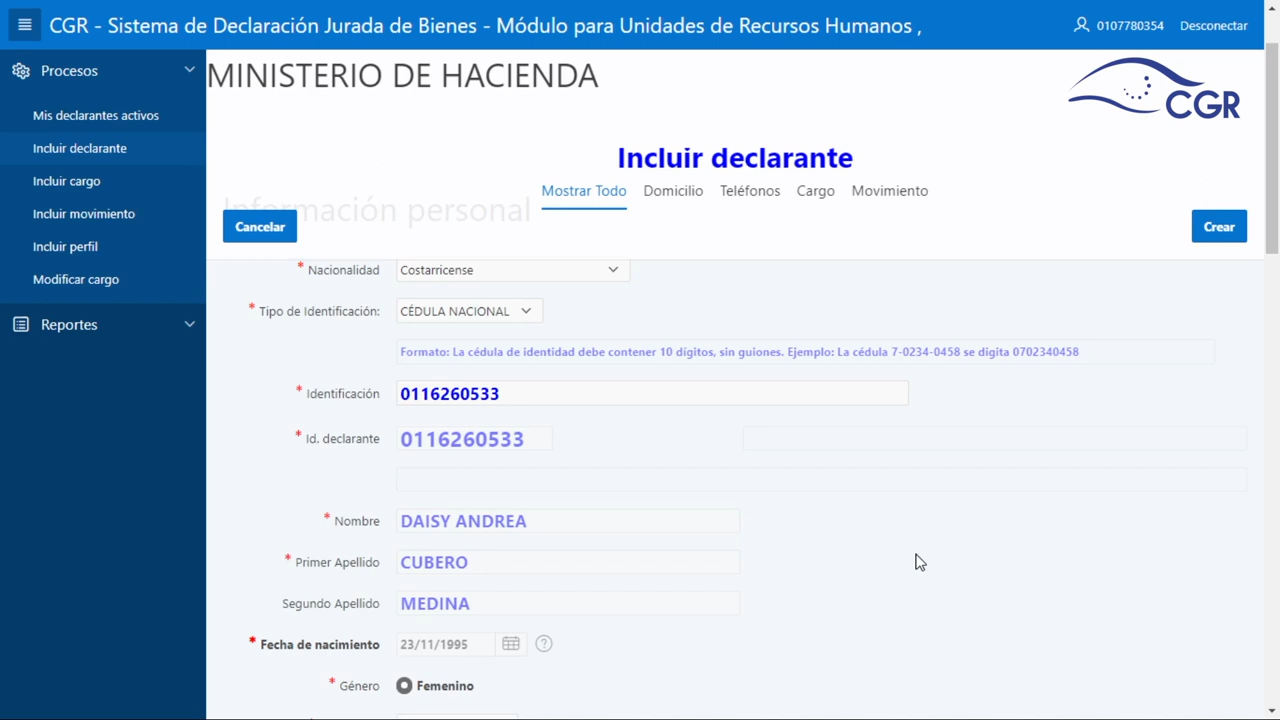 CGR - Sistema de Declaración Jurada de Bienes - Módulo para Unidades de Recursos Humanos ,
0107780354
Desconectar
Procesos
Mis declarantes activos
Incluir declarante
Incluir cargo
Incluir movimiento
Incluir perfil
Modificar cargo
Reportes
MINISTERIO DE HACIENDA
CGR
Incluir declarante
Mostrar Todo Domicilio Teléfonos Cargo Movimiento
Información personal
Cancelar
Crear
* Nacionalidad Costarricense
* Tipo de Identificación: CÉDULA NACIONAL
Formato: La cédula de identidad debe contener 10 dígitos, sin guiones. Ejemplo: La cédula 7-0234-0458 se digita 0702340458
* Identificación 0116260533
* Id. declarante 0116260533
* Nombre DAISY ANDREA
* Primer Apellido CUBERO
Segundo Apellido MEDINA
* Fecha de nacimiento 23/11/1995 ?
* Género Femenino